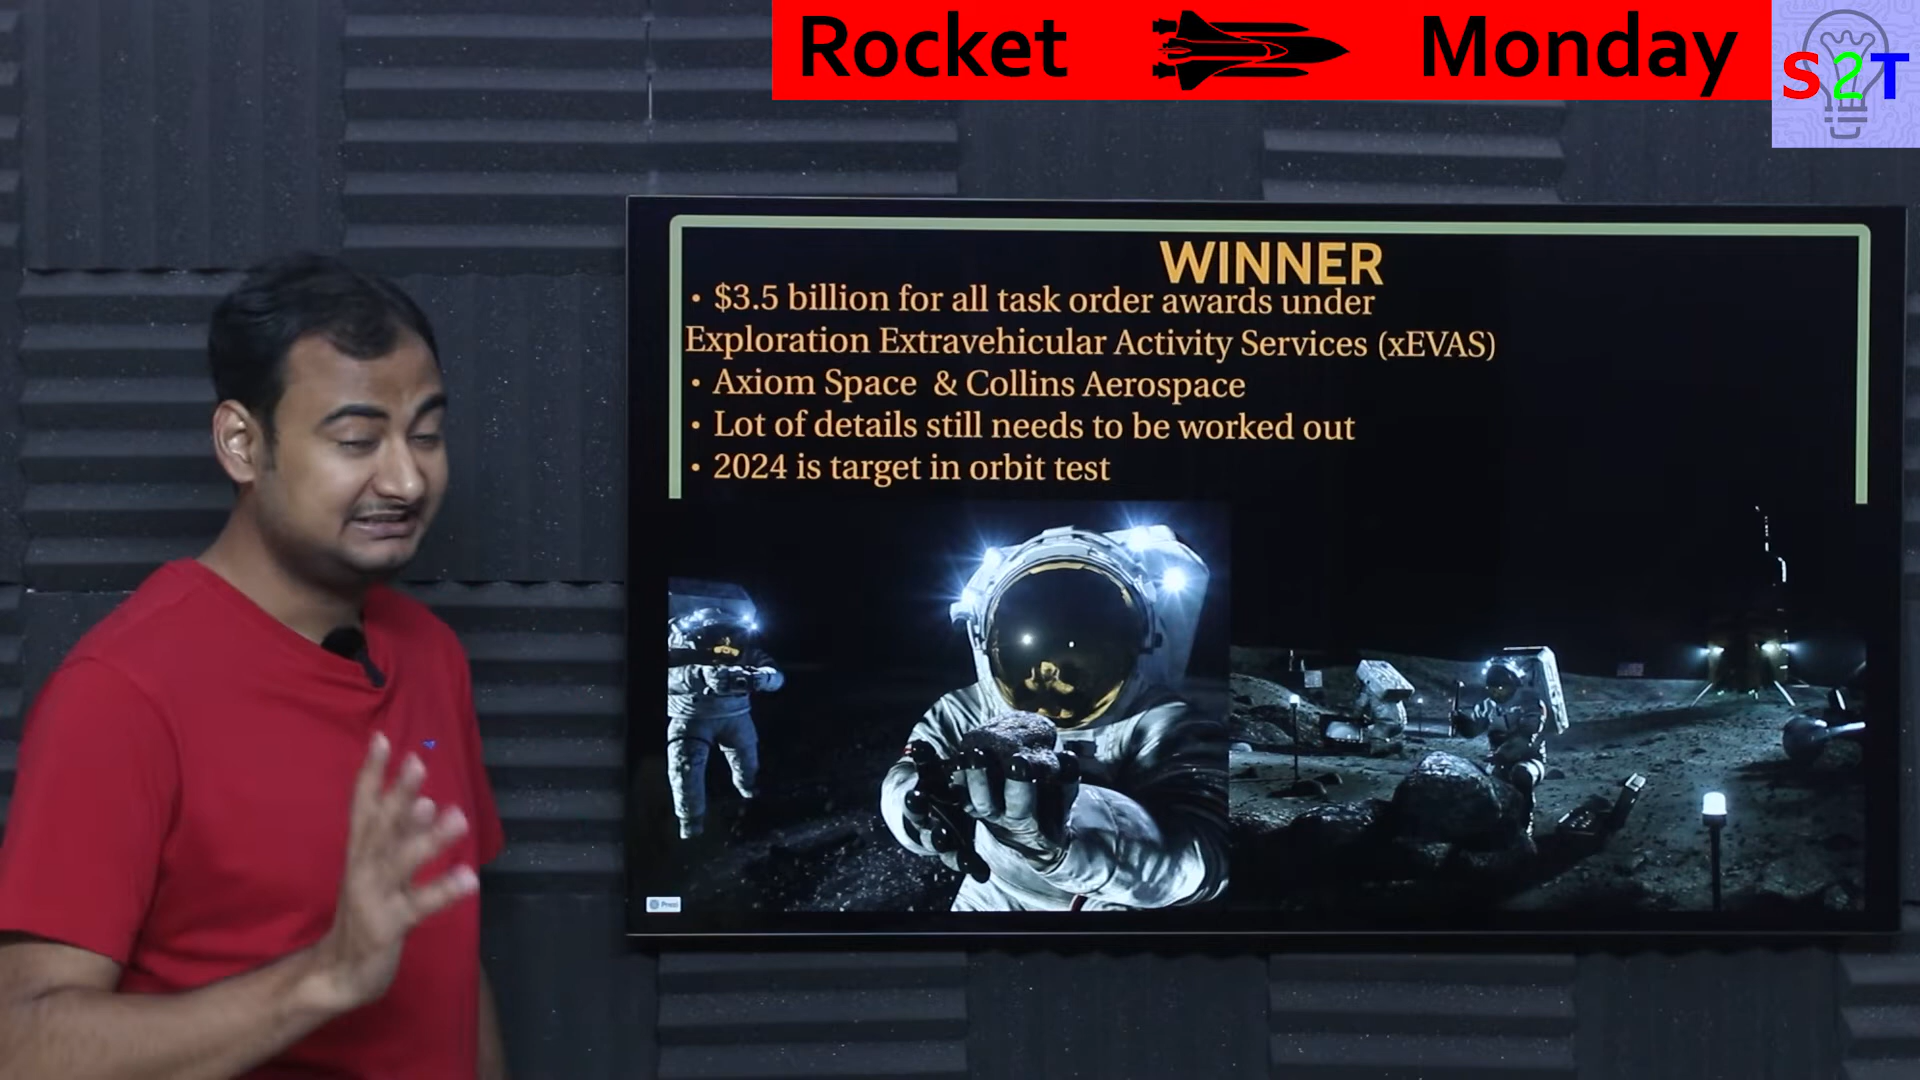 Rocket Monday
S2T
WINNER
• $3.5 billion for all task order awards under
Exploration Extravehicular Activity Services (xEVAS)
• Axiom Space & Collins Aerospace
• Lot of details still needs to be worked out
• 2024 is target in orbit test
Prezi